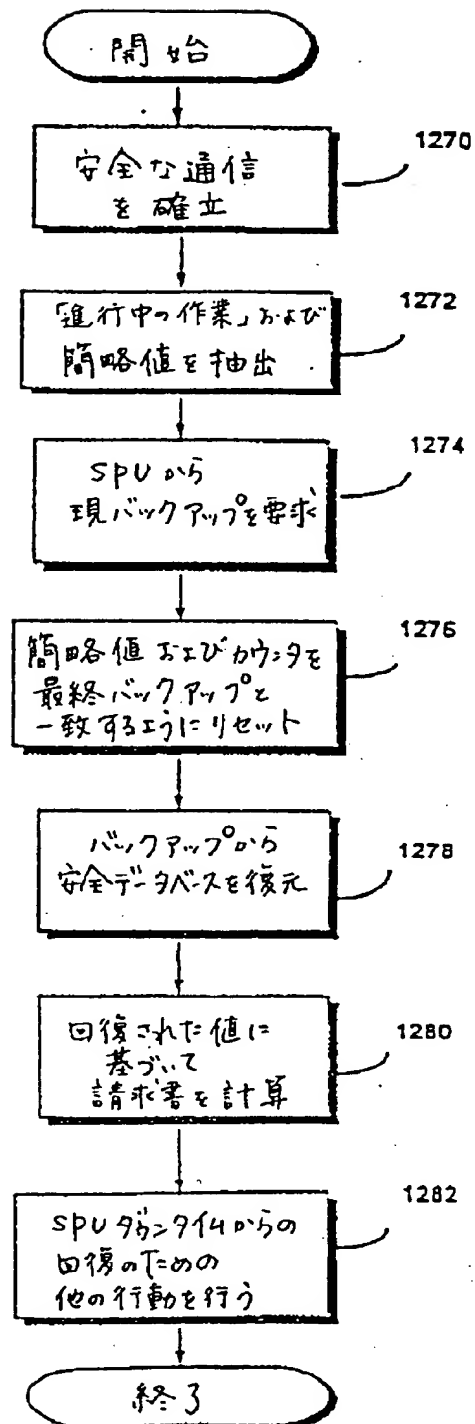 開始
安全な通信
を確立
1270
「進行中の作業」および
簡略値を抽出
1272
SPUから
現バックアップを要求
1274
簡略値およびカウンタを
最終バックアップと
一致するようにリセット
1276
バックアップから
安全データベースを復元
1278
回復された値に
基づいて
請求書を計算
1280
SPUダウンタイムからの
回復のための
他の行動を行う
1282
終了